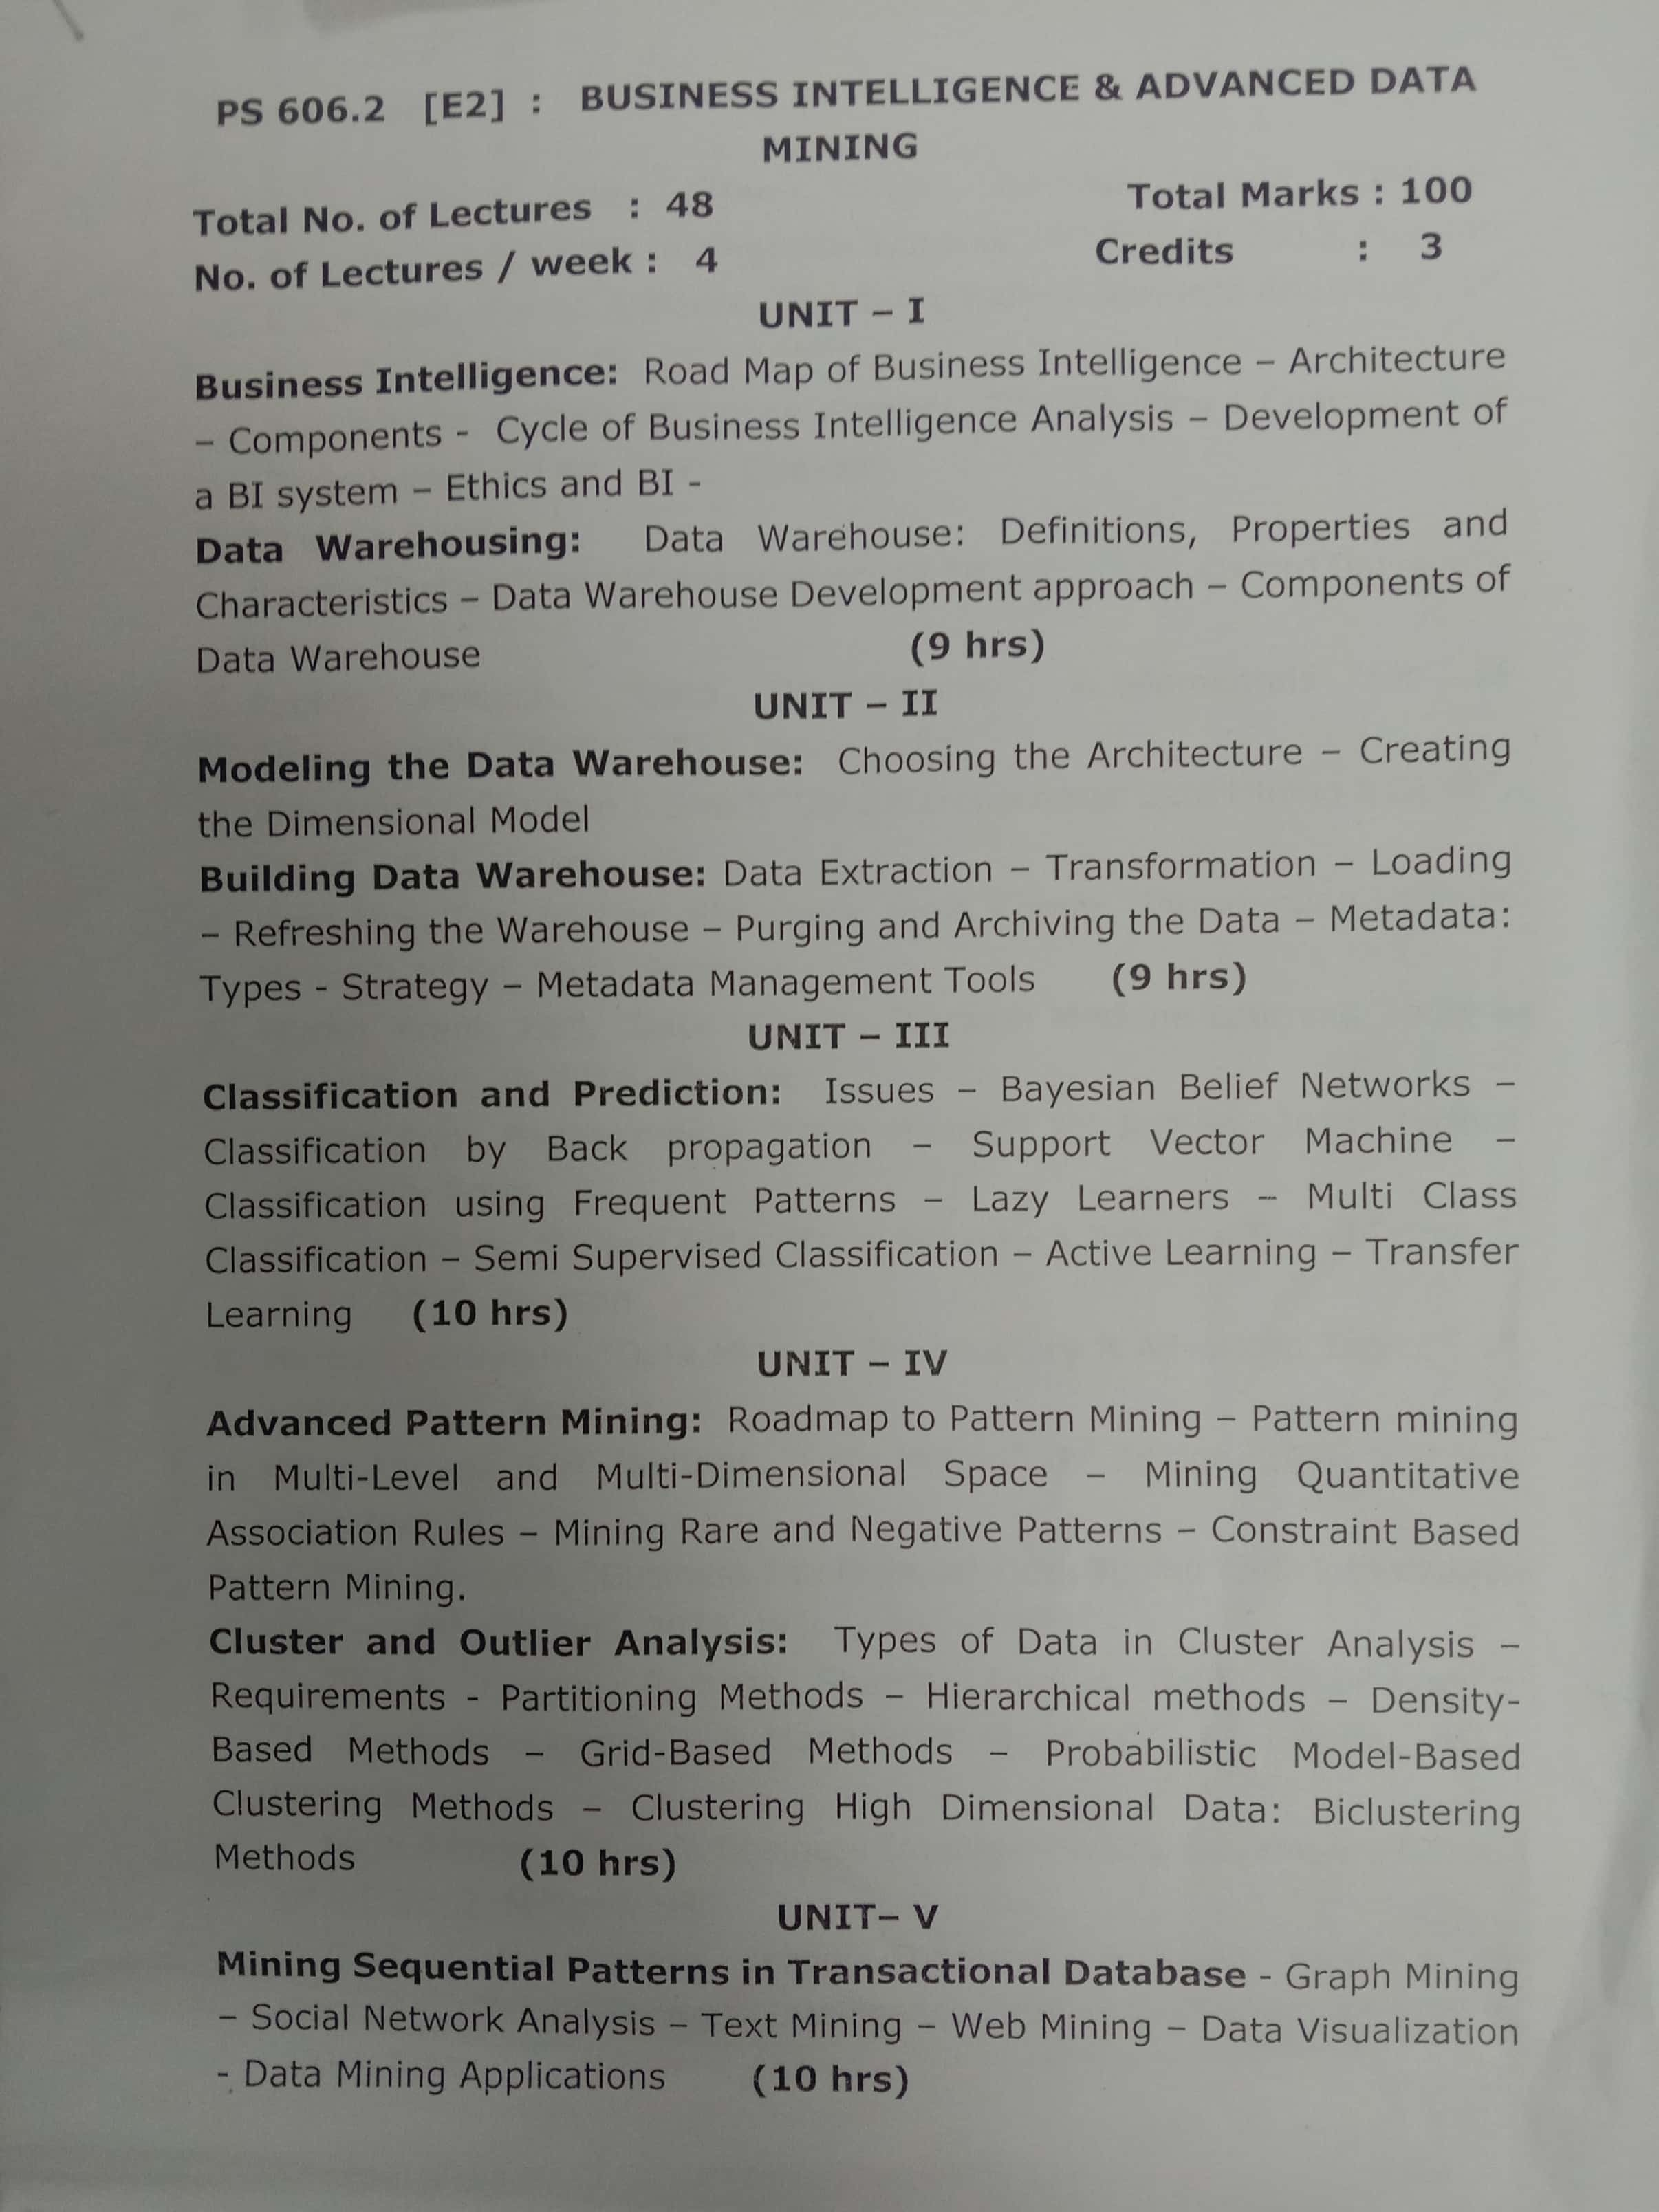 PS 606.2 [E2] : BUSINESS INTELLIGENCE & ADVANCED DATA
MINING
Total No. of Lectures : 48 Total Marks : 100
No. of Lectures / week : 4 Credits : 3
UNIT – I
Business Intelligence: Road Map of Business Intelligence – Architecture
– Components - Cycle of Business Intelligence Analysis – Development of
a BI system – Ethics and BI -
Data Warehousing: Data Warehouse: Definitions, Properties and
Characteristics – Data Warehouse Development approach – Components of
Data Warehouse (9 hrs)
UNIT – II
Modeling the Data Warehouse: Choosing the Architecture – Creating
the Dimensional Model
Building Data Warehouse: Data Extraction – Transformation – Loading
– Refreshing the Warehouse – Purging and Archiving the Data – Metadata:
Types - Strategy – Metadata Management Tools (9 hrs)
UNIT – III
Classification and Prediction: Issues – Bayesian Belief Networks –
Classification by Back propagation – Support Vector Machine –
Classification using Frequent Patterns – Lazy Learners – Multi Class
Classification – Semi Supervised Classification – Active Learning – Transfer
Learning (10 hrs)
UNIT – IV
Advanced Pattern Mining: Roadmap to Pattern Mining – Pattern mining
in Multi-Level and Multi-Dimensional Space – Mining Quantitative
Association Rules – Mining Rare and Negative Patterns – Constraint Based
Pattern Mining.
Cluster and Outlier Analysis: Types of Data in Cluster Analysis –
Requirements - Partitioning Methods – Hierarchical methods – Density-
Based Methods – Grid-Based Methods – Probabilistic Model-Based
Clustering Methods – Clustering High Dimensional Data: Biclustering
Methods (10 hrs)
UNIT– V
Mining Sequential Patterns in Transactional Database - Graph Mining
– Social Network Analysis – Text Mining – Web Mining – Data Visualization
- Data Mining Applications (10 hrs)